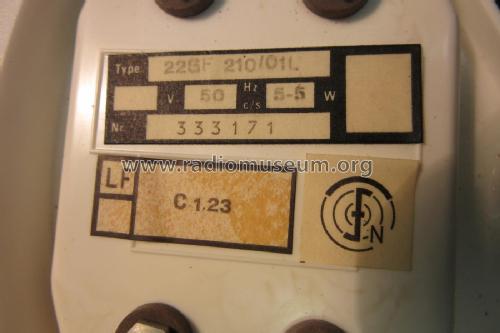 Type 22GF 210/01L
V 50 Hz c/s 5-5 W
Nr. 333171
www.radiomuseum.org
LF C 1.23
S-N